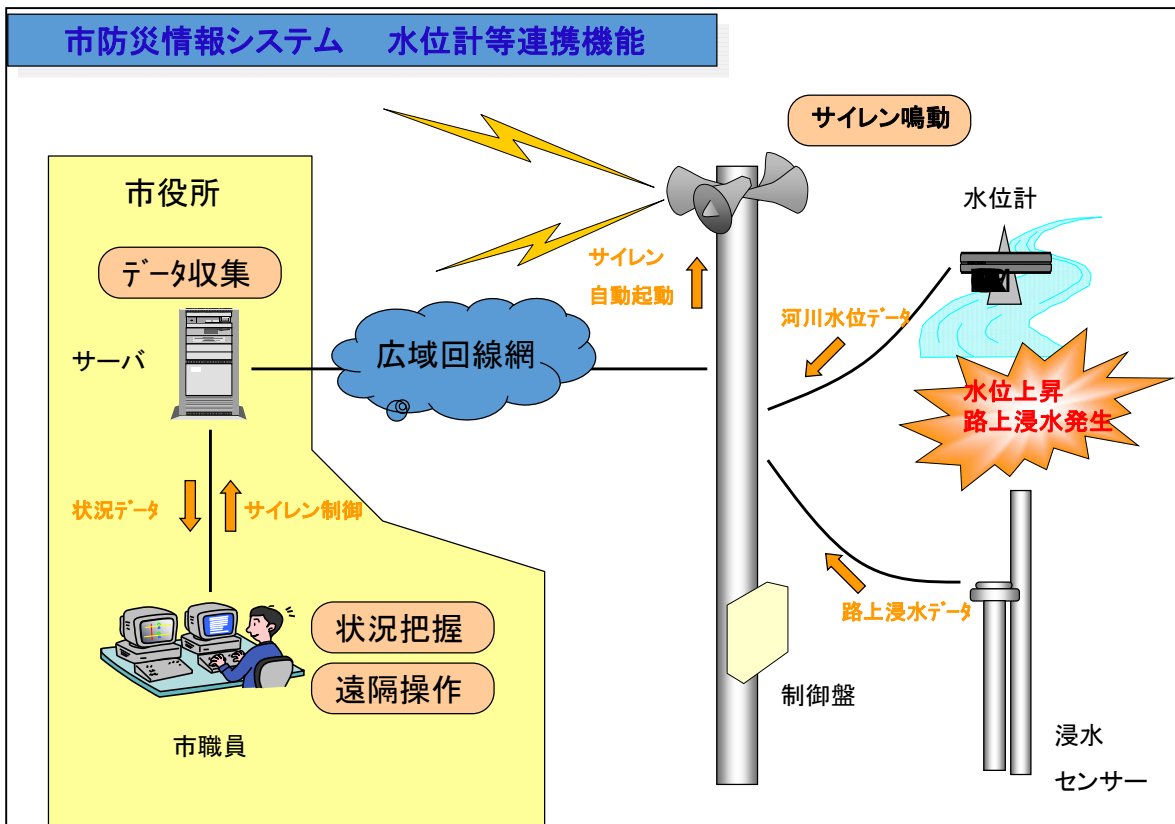 市防災情報システム　水位計等連携機能
サイレン鳴動
市役所
水位計
データ収集
サイレン
自動起動
河川水位データ
サーバ
広域回線網
水位上昇
路上浸水発生
状況データ
サイレン制御
路上浸水データ
状況把握
遠隔操作
制御盤
市職員
浸水
センサー